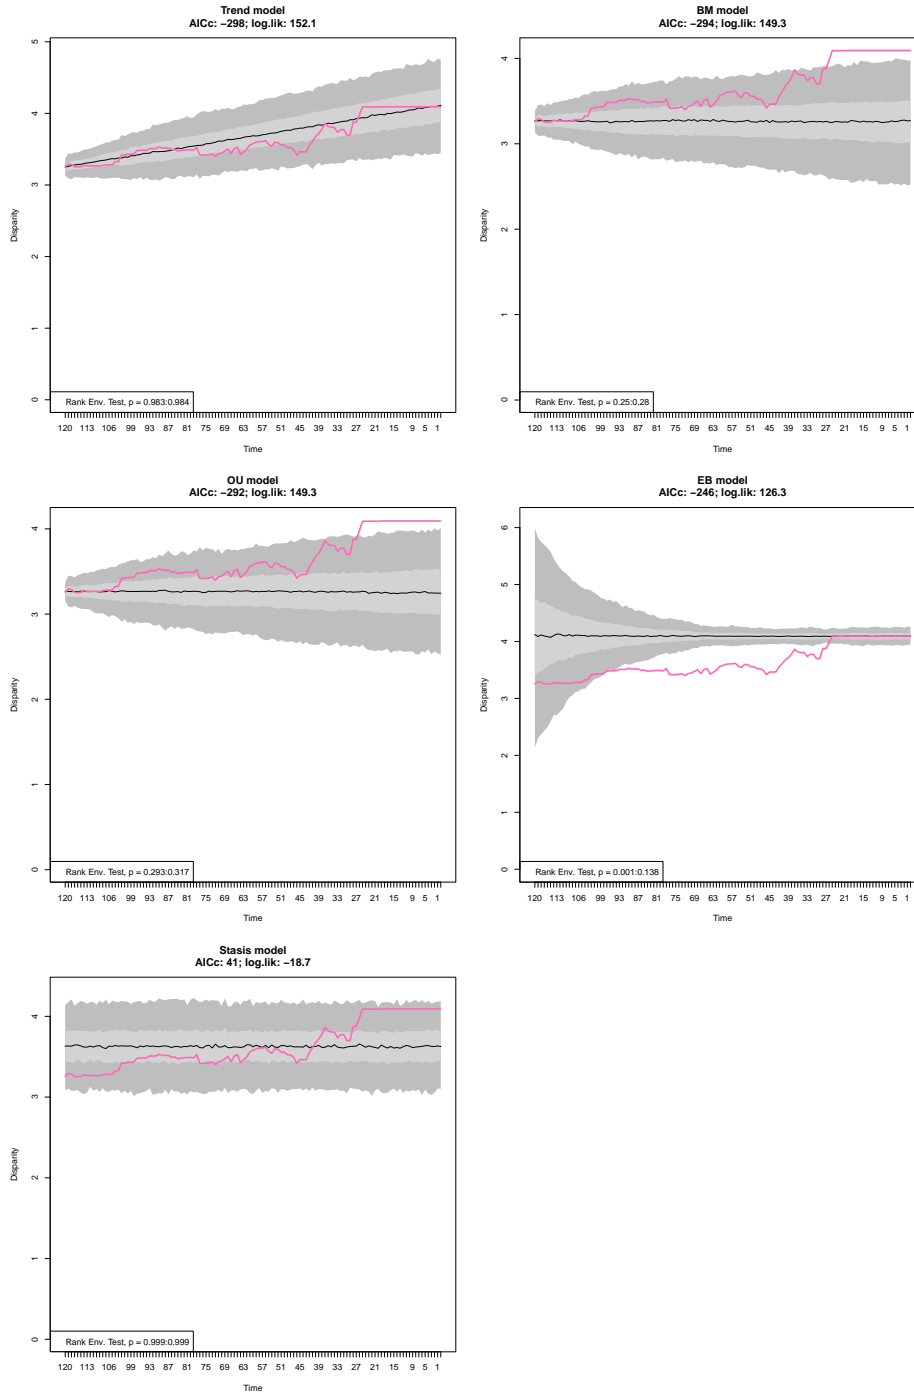 Trend model
AICc: −298; log.lik: 152.1
5
4
3
2
1
0
Disparity
Rank Env. Test, p = 0.983:0.984
120 113 106 99 93 87 81 75 69 63 57 51 45 39 33 27 21 15 9 5 1
Time
BM model
AICc: −294; log.lik: 149.3
4
3
2
1
0
Disparity
Rank Env. Test, p = 0.25:0.28
120 113 106 99 93 87 81 75 69 63 57 51 45 39 33 27 21 15 9 5 1
Time
OU model
AICc: −292; log.lik: 149.3
4
3
2
1
0
Disparity
Rank Env. Test, p = 0.293:0.317
120 113 106 99 93 87 81 75 69 63 57 51 45 39 33 27 21 15 9 5 1
Time
EB model
AICc: −246; log.lik: 126.3
6
5
4
3
2
1
0
Disparity
Rank Env. Test, p = 0.001:0.138
120 113 106 99 93 87 81 75 69 63 57 51 45 39 33 27 21 15 9 5 1
Time
Stasis model
AICc: 41; log.lik: −18.7
4
3
2
1
0
Disparity
Rank Env. Test, p = 0.999:0.999
120 113 106 99 93 87 81 75 69 63 57 51 45 39 33 27 21 15 9 5 1
Time